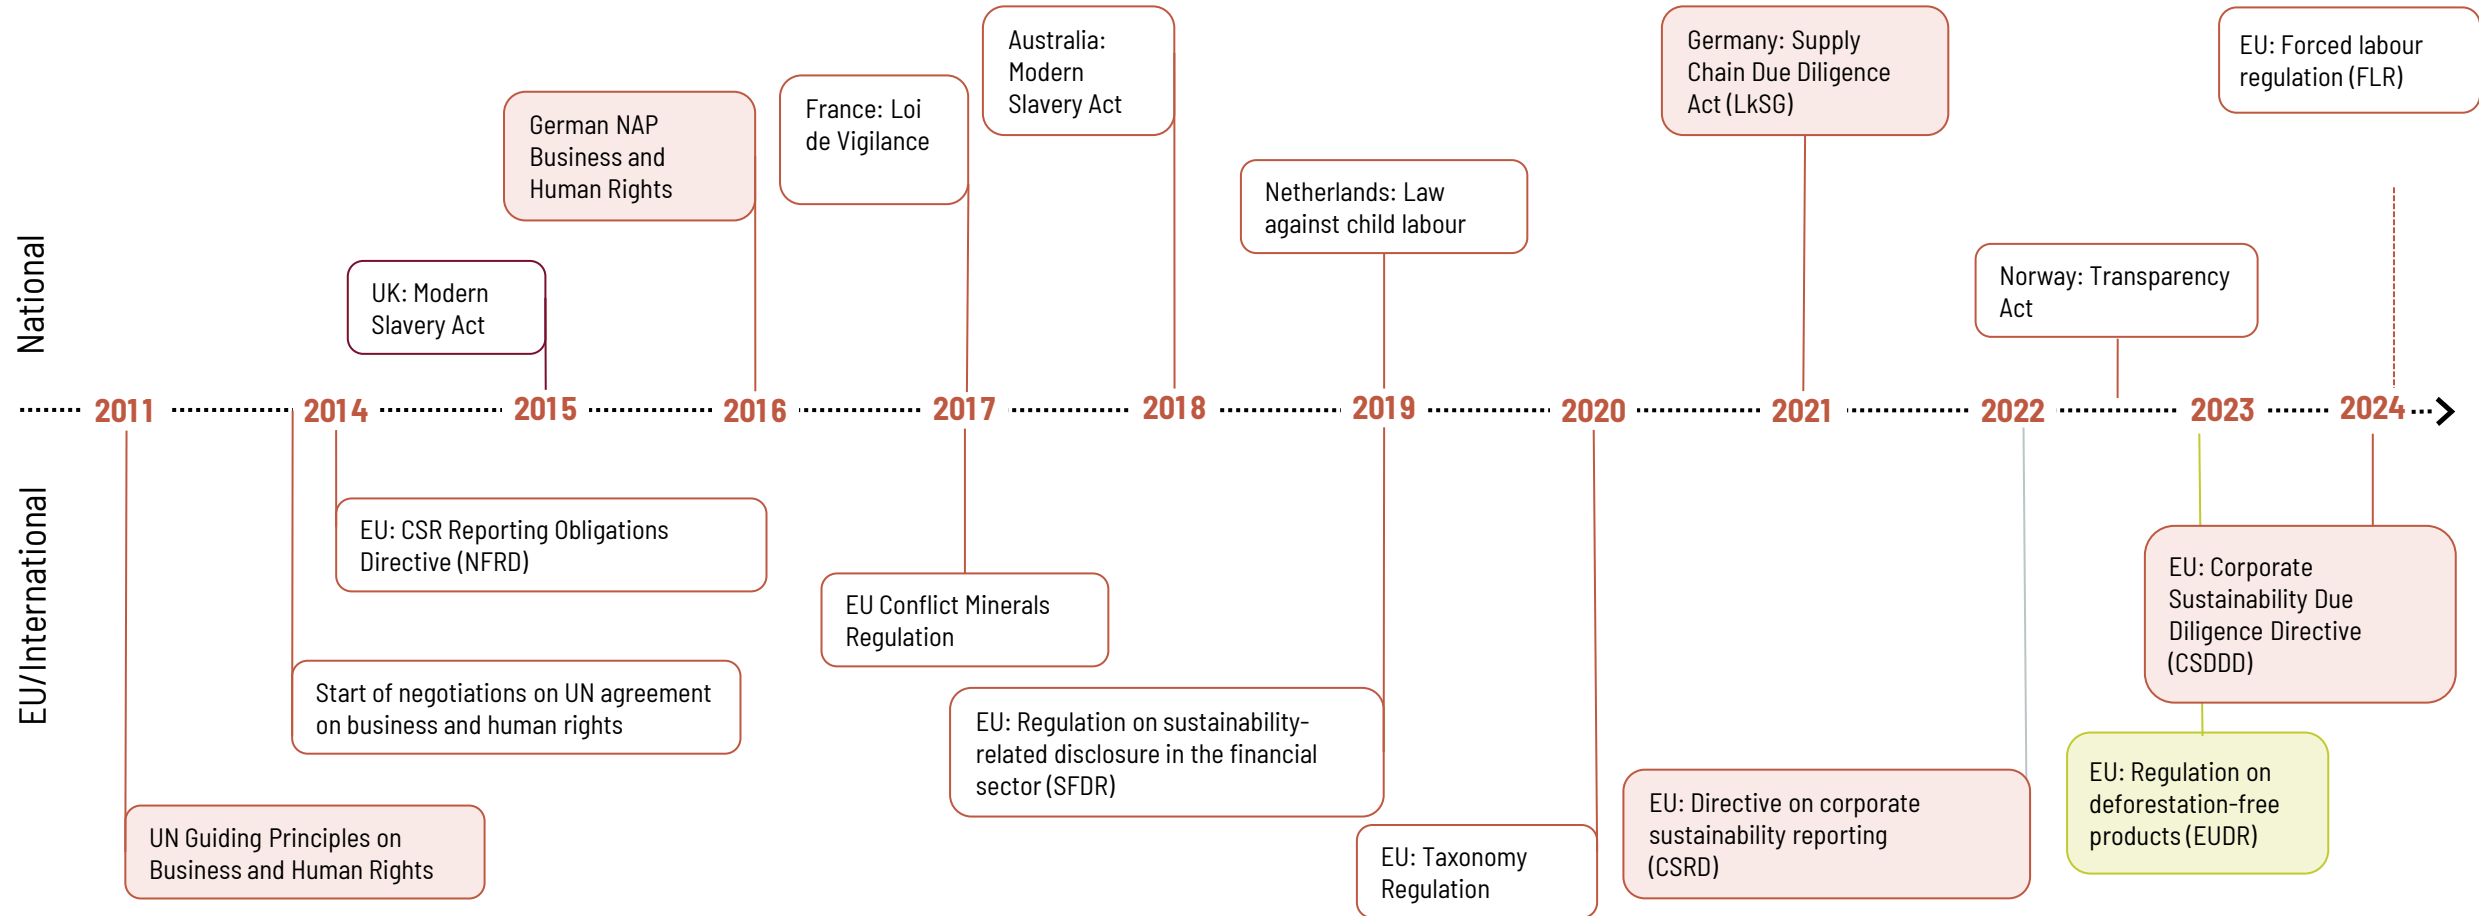 National
Australia:
Modern
Slavery Act
Germany: Supply
Chain Due Diligence
Act (LkSG)
EU: Forced labour
regulation (FLR)
German NAP
Business and
Human Rights
France: Loi
de Vigilance
Netherlands: Law
against child labour
UK: Modern
Slavery Act
Norway: Transparency
Act
2011
2014
2015
2016
2017
2018
2019
2020
2021
2022
2023
2024
EU/International
EU: CSR Reporting Obligations
Directive (NFRD)
EU Conflict Minerals
Regulation
EU: Corporate
Sustainability Due
Diligence Directive
(CSDDD)
Start of negotiations on UN agreement
on business and human rights
EU: Regulation on sustainability-
related disclosure in the financial
sector (SFDR)
EU: Regulation on
deforestation-free
products (EUDR)
UN Guiding Principles on
Business and Human Rights
EU: Taxonomy
Regulation
EU: Directive on corporate
sustainability reporting
(CSRD)